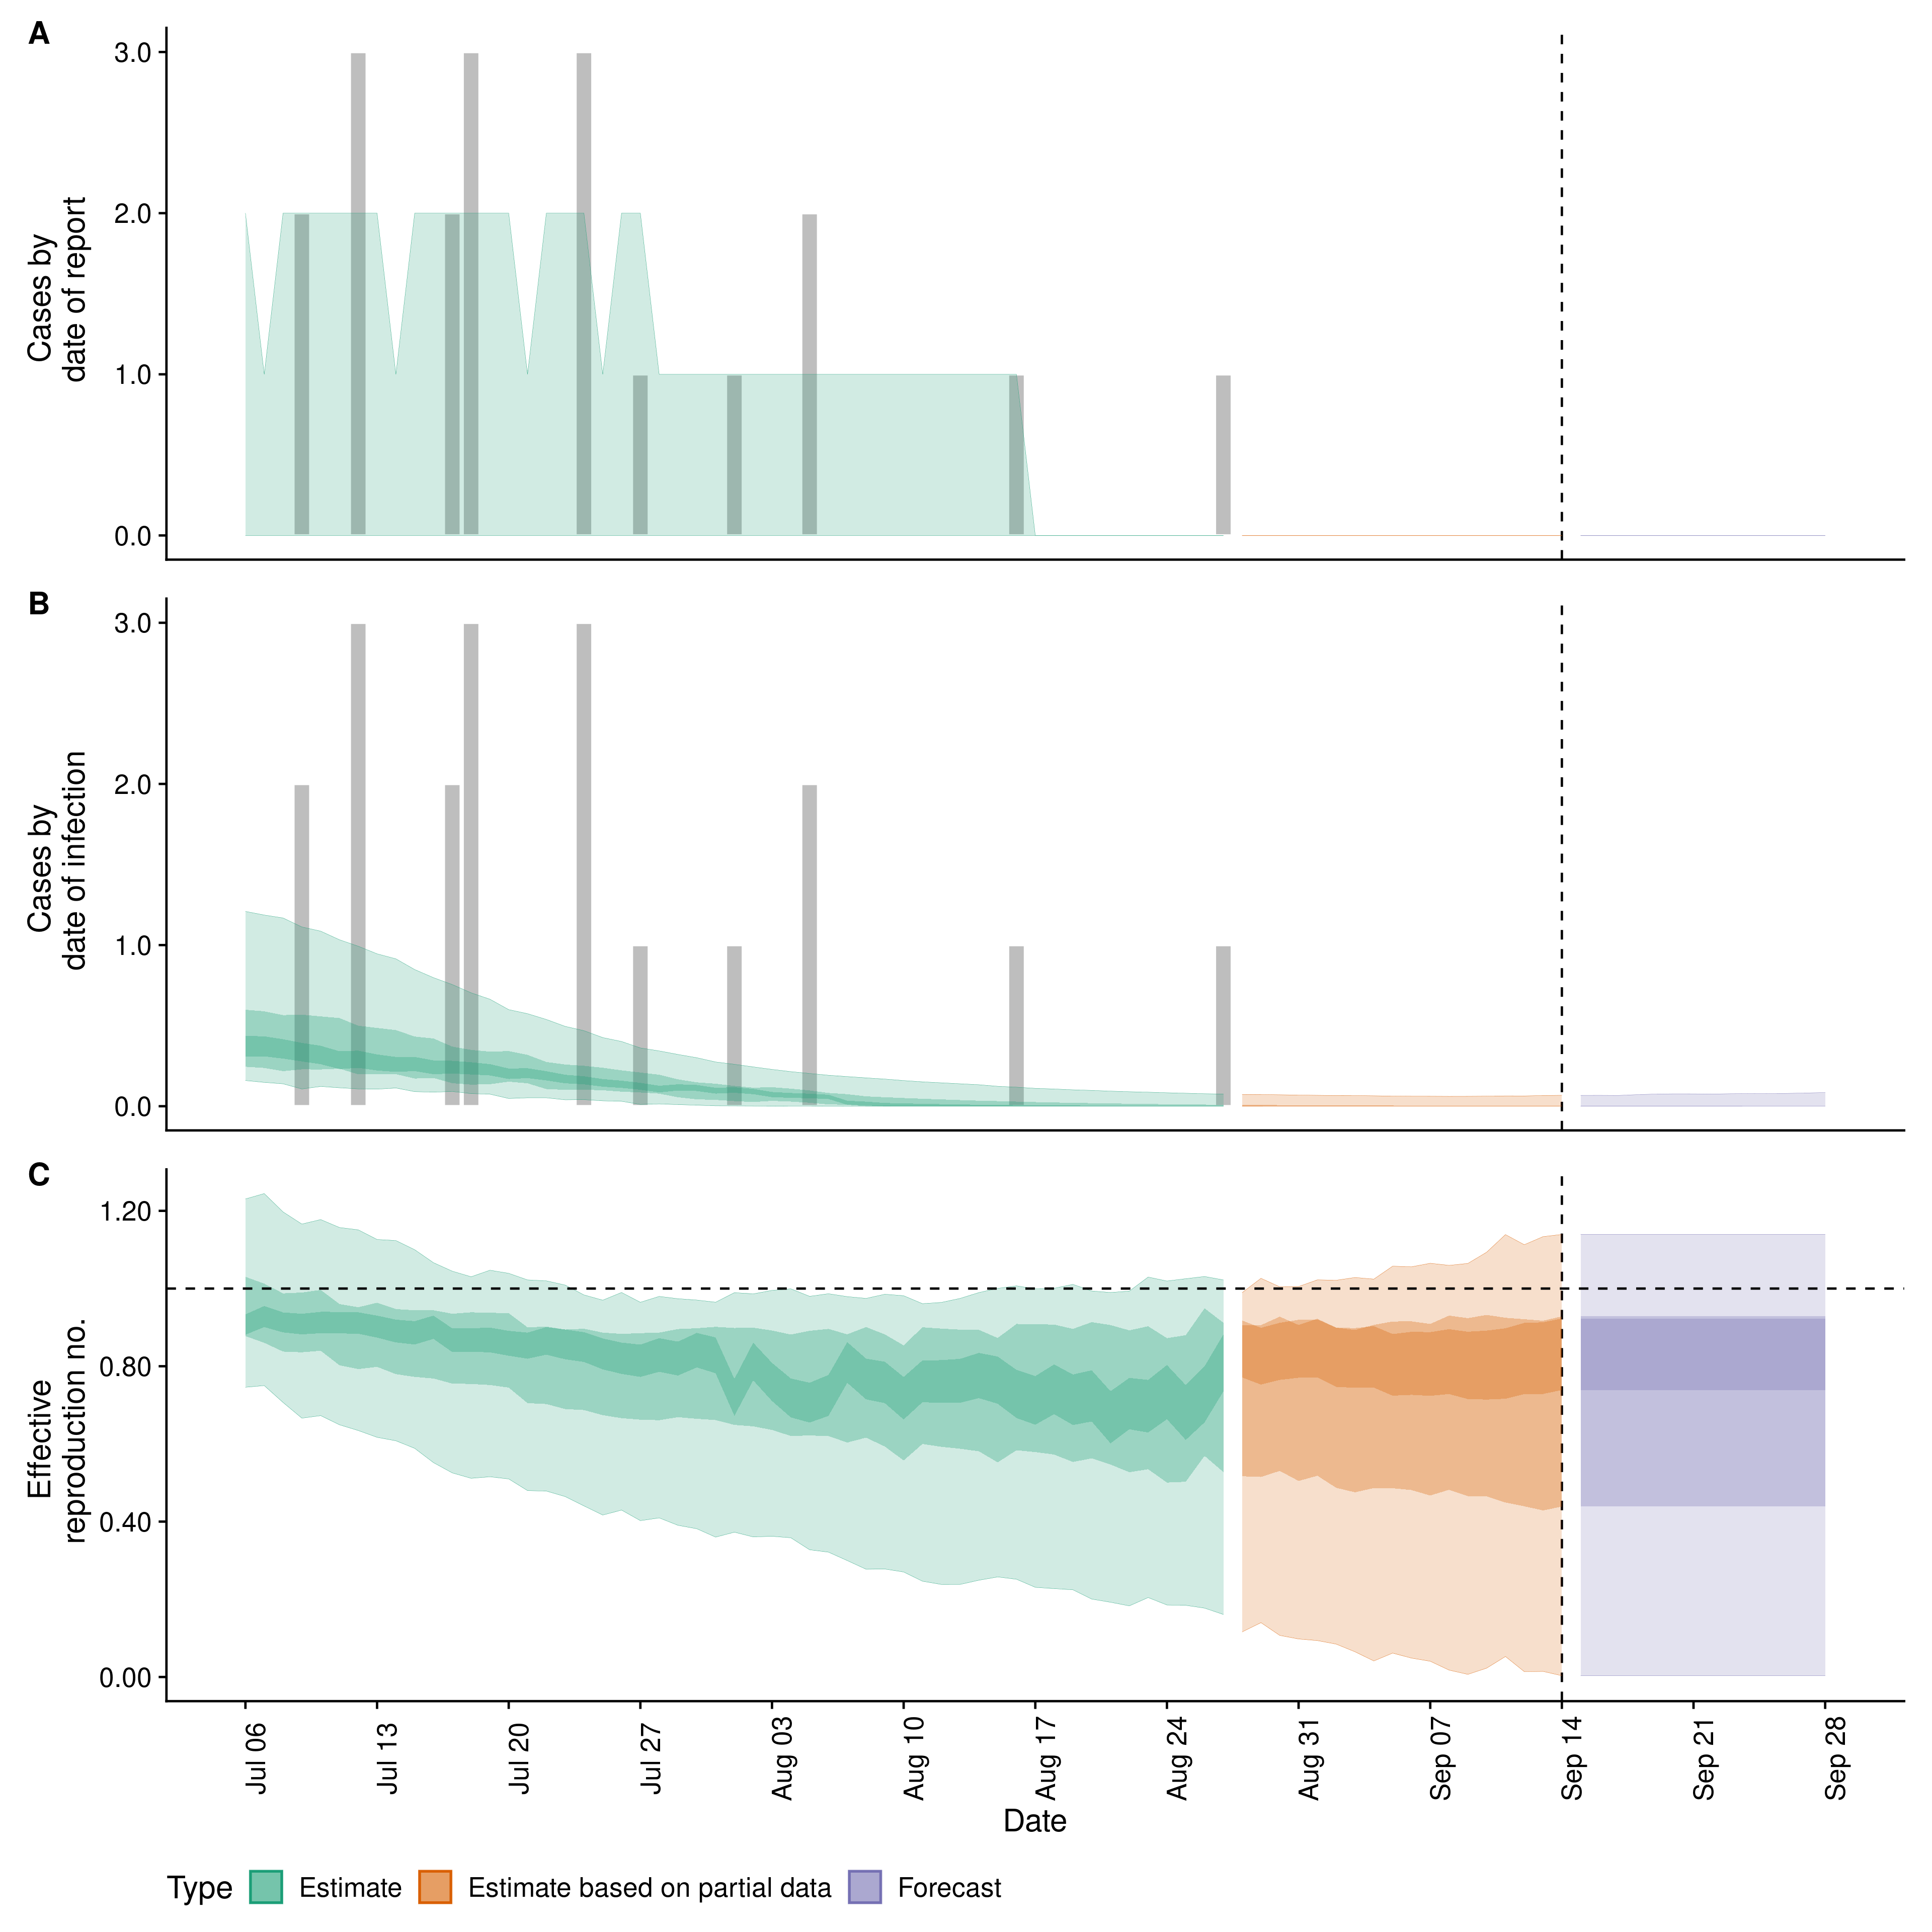 A
3.0
2.0
1.0
0.0
Cases by
date of report
B
3.0
2.0
1.0
0.0
Cases by
date of infection
C
1.20
0.80
0.40
0.00
Effective
reproduction no.
Jul 06
Jul 13
Jul 20
Jul 27
Aug 03
Aug 10
Aug 17
Aug 24
Aug 31
Sep 07
Sep 14
Sep 21
Sep 28
Date
Type Estimate Estimate based on partial data Forecast